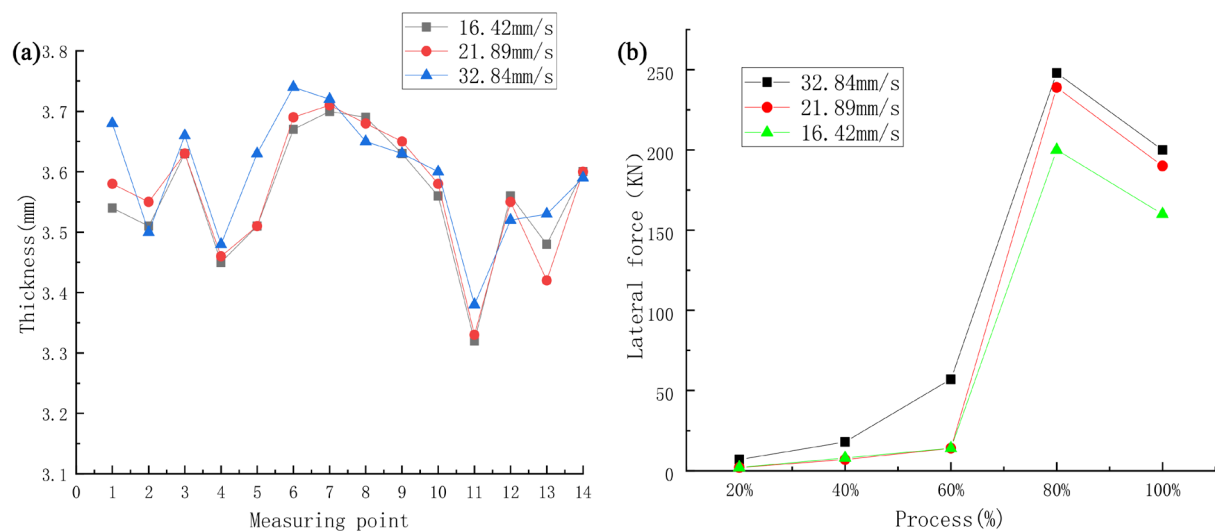 (a)
16.42mm/s
21.89mm/s
32.84mm/s
3.8
3.7
3.6
3.5
3.4
3.3
3.2
3.1
Thickness(mm)
0 1 2 3 4 5 6 7 8 9 10 11 12 13 14
Measuring point
(b)
32.84mm/s
21.89mm/s
16.42mm/s
250
200
150
100
50
0
Lateral force (KN)
20% 40% 60% 80% 100%
Process(%)